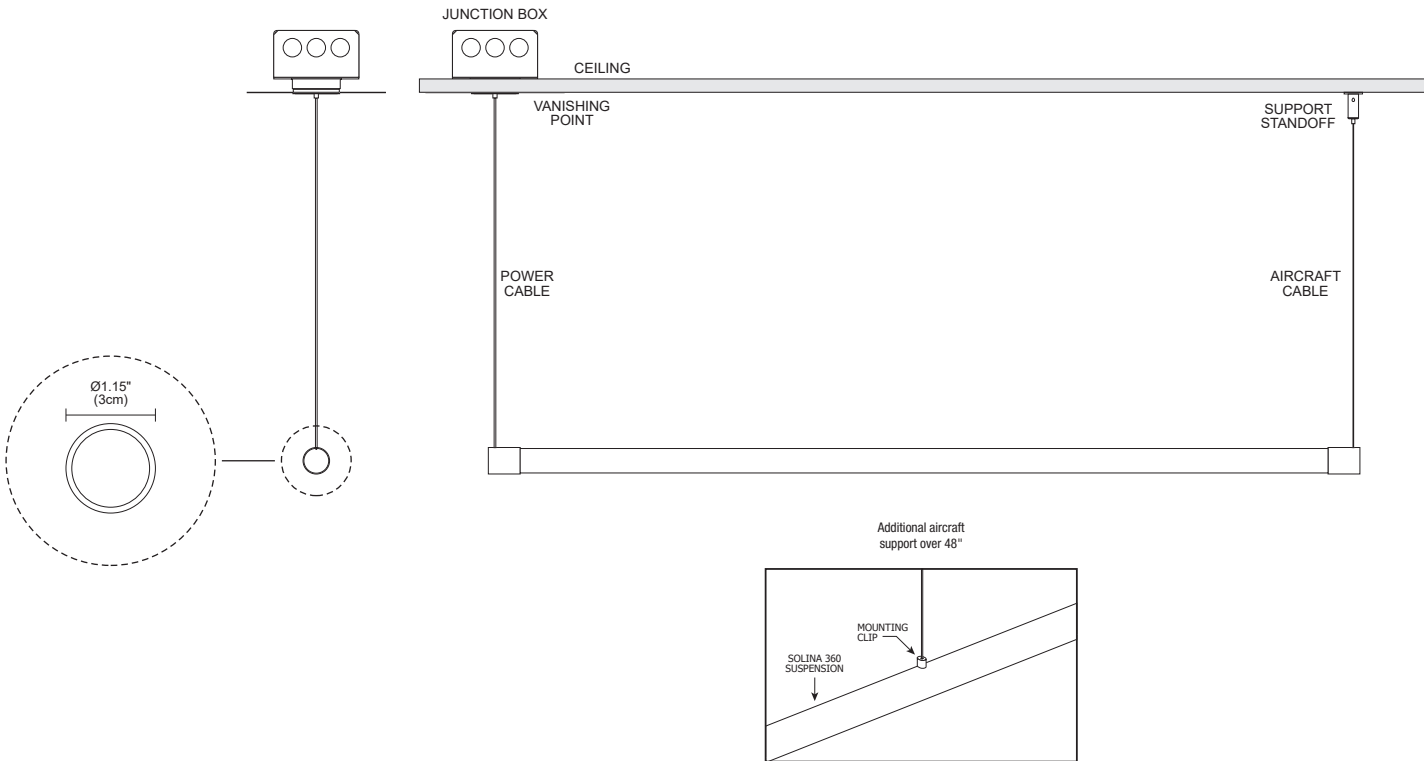 JUNCTION BOX
CEILING
VANISHING
POINT
SUPPORT
STANDOFF
POWER
CABLE
AIRCRAFT
CABLE
Ø1.15"
(3cm)
Additional aircraft
support over 48"
MOUNTING
CLIP
SOLINA 360
SUSPENSION